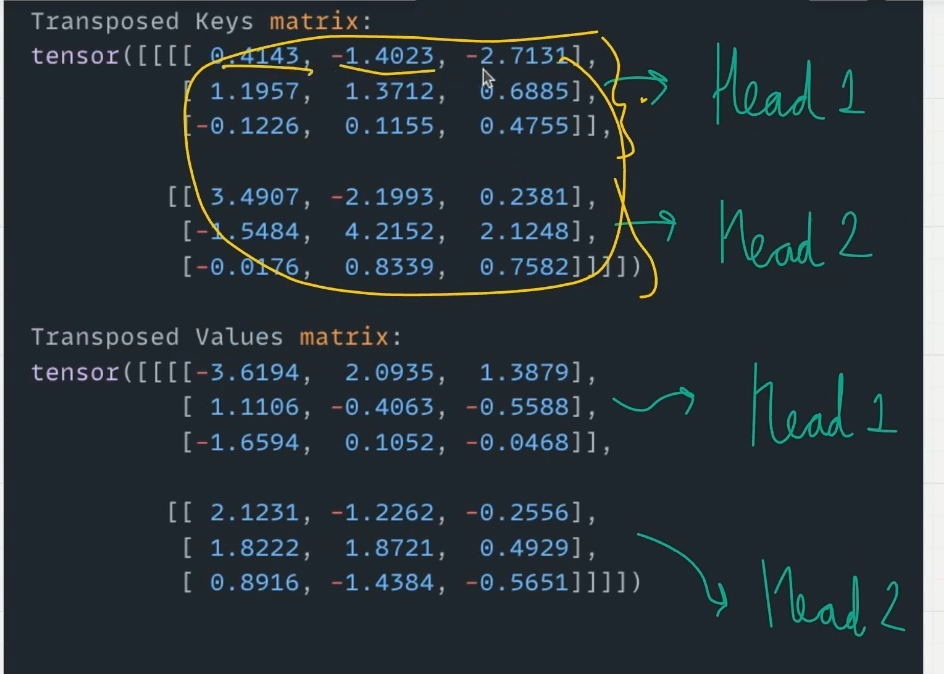 Transposed Keys matrix:
tensor([[[[ 0.4143, -1.4023, -2.7131],
[ 1.1957, 1.3712, 0.6885],
[-0.1226, 0.1155, 0.4755]],
Head 1
[[ 3.4907, -2.1993, 0.2381],
[-1.5484, 4.2152, 2.1248],
[-0.0176, 0.8339, 0.7582]]]])
Head 2
Transposed Values matrix:
tensor([[[[-3.6194, 2.0935, 1.3879],
[ 1.1106, -0.4063, -0.5588],
[-1.6594, 0.1052, -0.0468]],
Head 1
[[ 2.1231, -1.2262, -0.2556],
[ 1.8222, 1.8721, 0.4929],
[ 0.8916, -1.4384, -0.5651]]]])
Head 2